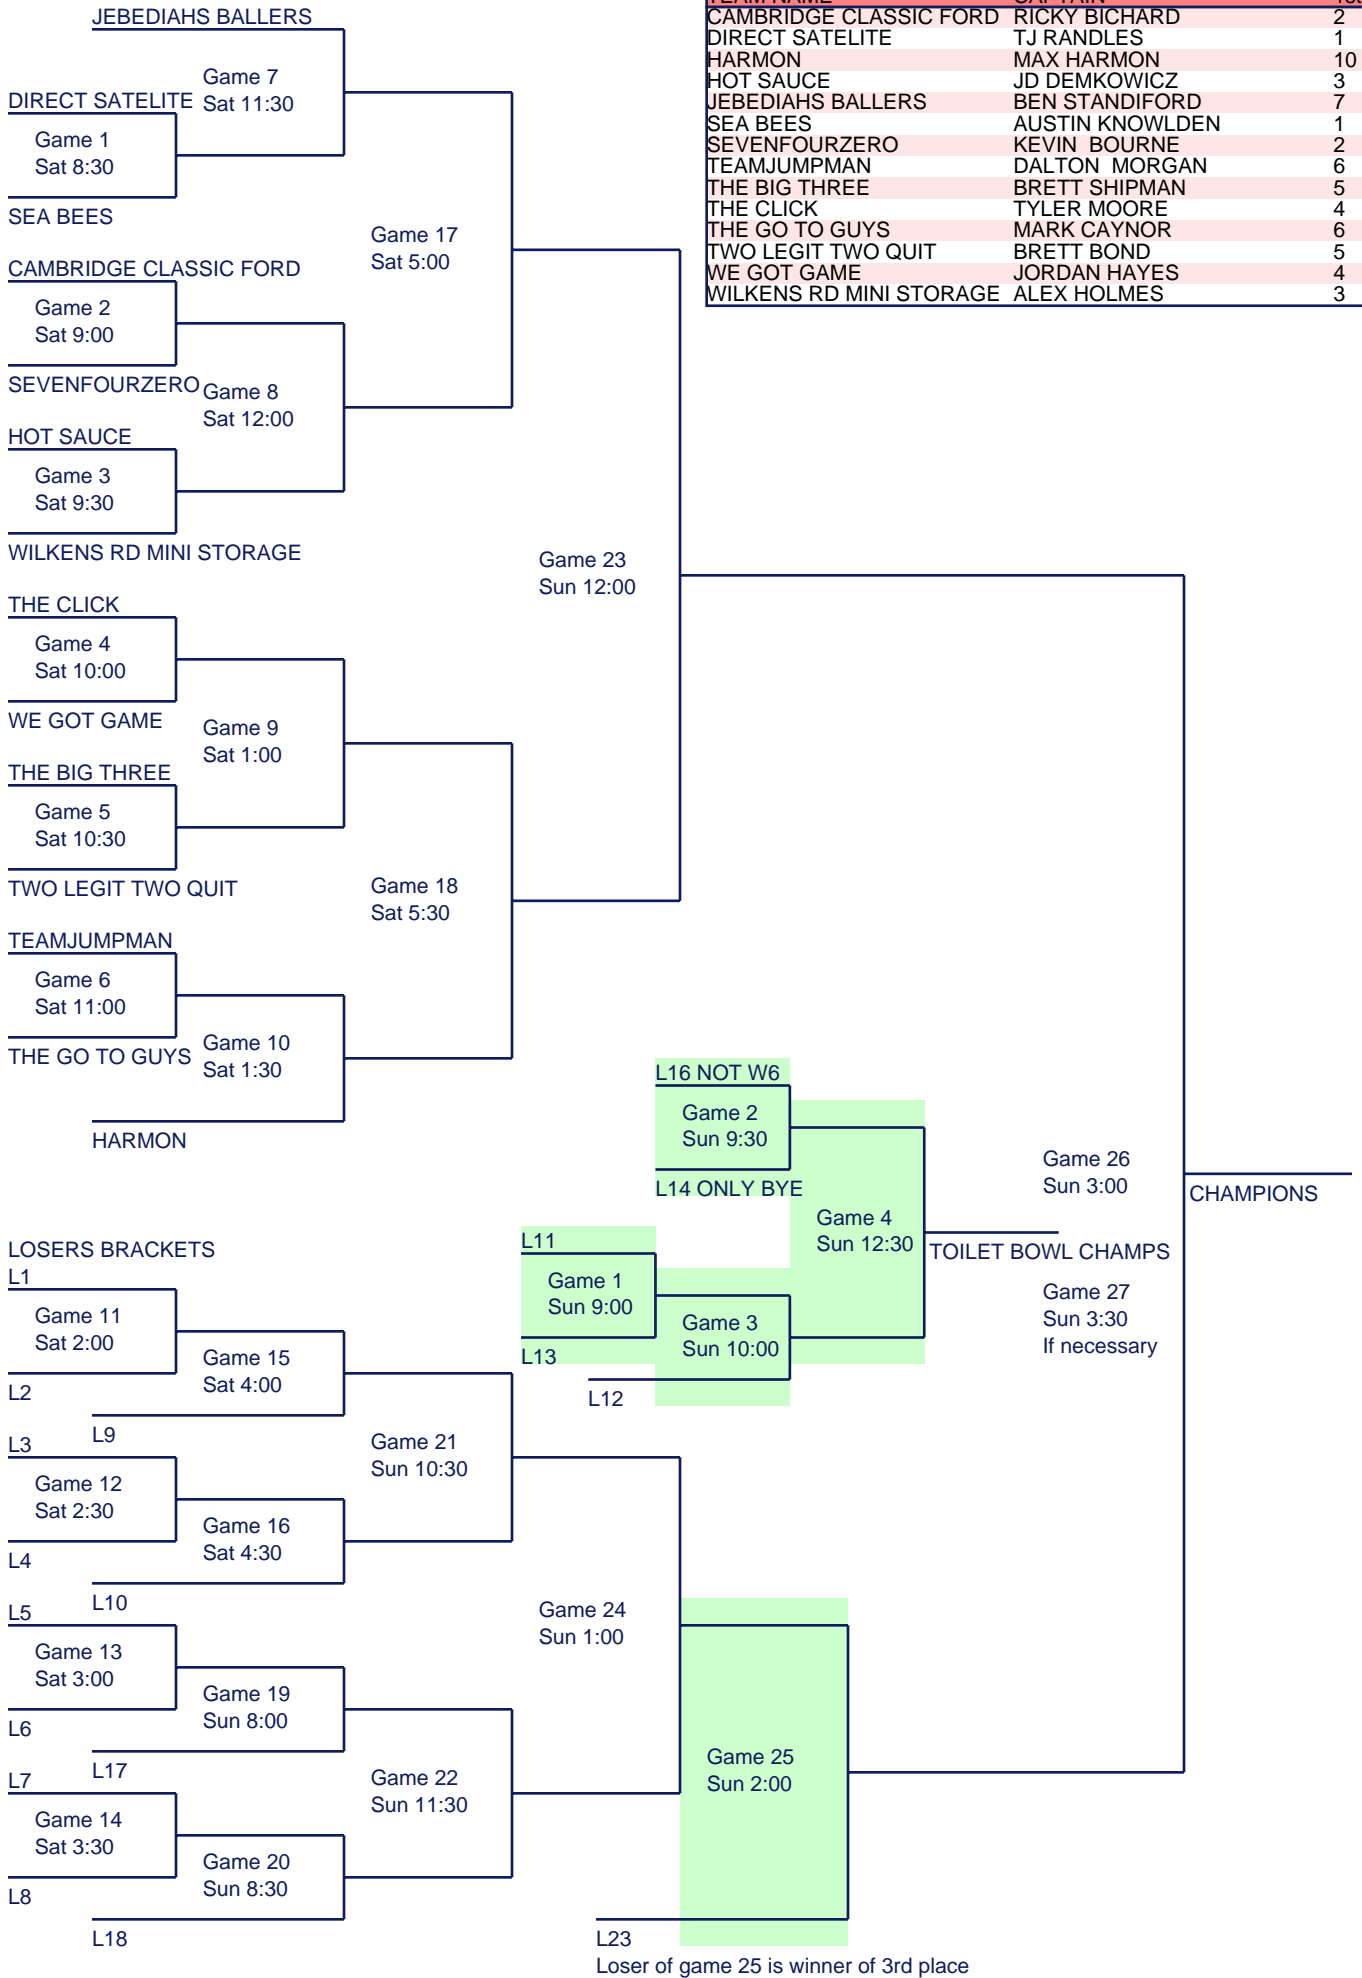 JEBEDIAHS BALLERS
Game 7
Sat 11:30
DIRECT SATELITE
Game 1
Sat 8:30
SEA BEES
Game 17
Sat 5:00
CAMBRIDGE CLASSIC FORD
Game 2
Sat 9:00
SEVENFOURZERO
Game 8
Sat 12:00
HOT SAUCE
Game 3
Sat 9:30
WILKENS RD MINI STORAGE
Game 23
Sun 12:00
THE CLICK
Game 4
Sat 10:00
WE GOT GAME
Game 9
Sat 1:00
THE BIG THREE
Game 5
Sat 10:30
TWO LEGIT TWO QUIT
Game 18
Sat 5:30
TEAMJUMPMAN
Game 6
Sat 11:00
THE GO TO GUYS
Game 10
Sat 1:30
HARMON
TEAM NAME CAPTAIN
CAMBRIDGE CLASSIC FORD RICKY BICHARD 2
DIRECT SATELITE TJ RANDLES 1
HARMON MAX HARMON 10
HOT SAUCE JD DEMKOWICZ 3
JEBEDIAHS BALLERS BEN STANDIFORD 7
SEA BEES AUSTIN KNOWLDEN 1
SEVENFOURZERO KEVIN  BOURNE 2
TEAMJUMPMAN DALTON  MORGAN 6
THE BIG THREE BRETT SHIPMAN 5
THE CLICK TYLER MOORE 4
THE GO TO GUYS MARK CAYNOR 6
TWO LEGIT TWO QUIT BRETT BOND 5
WE GOT GAME JORDAN HAYES 4
WILKENS RD MINI STORAGE ALEX HOLMES 3
L16 NOT W6
Game 2
Sun 9:30
L14 ONLY BYE
Game 4
Sun 12:30
L11
Game 1
Sun 9:00
L13
Game 3
Sun 10:00
L12
TOILET BOWL CHAMPS
Game 26
Sun 3:00
CHAMPIONS
Game 27
Sun 3:30
If necessary
LOSERS BRACKETS
L1
Game 11
Sat 2:00
L2
Game 15
Sat 4:00
L9
L3
Game 12
Sat 2:30
L4
Game 16
Sat 4:30
L10
Game 21
Sun 10:30
L5
Game 13
Sat 3:00
L6
Game 19
Sun 8:00
L17
L7
Game 14
Sat 3:30
L8
Game 20
Sun 8:30
L18
Game 22
Sun 11:30
Game 24
Sun 1:00
Game 25
Sun 2:00
L23
Loser of game 25 is winner of 3rd place